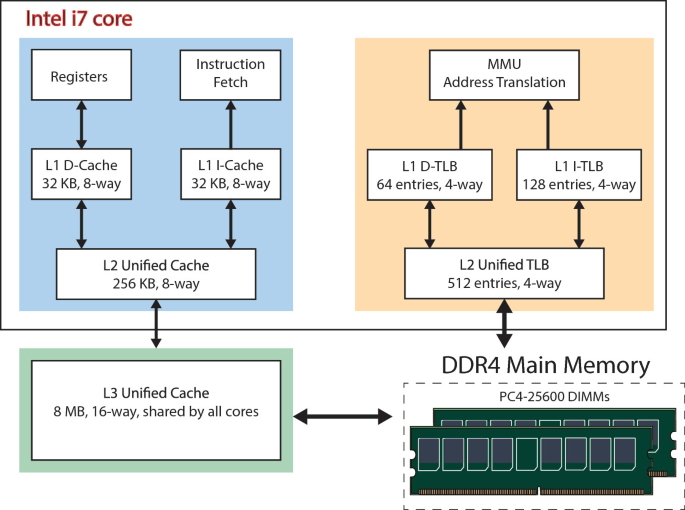 Intel i7 core
Registers
Instruction
Fetch
L1 D-Cache
32 KB, 8-way
L1 I-Cache
32 KB, 8-way
L2 Unified Cache
256 KB, 8-way
MMU
Address Translation
L1 D-TLB
64 entries, 4-way
L1 I-TLB
128 entries, 4-way
L2 Unified TLB
512 entries, 4-way
L3 Unified Cache
8 MB, 16-way, shared by all cores
DDR4 Main Memory
PC4-25600 DIMMs